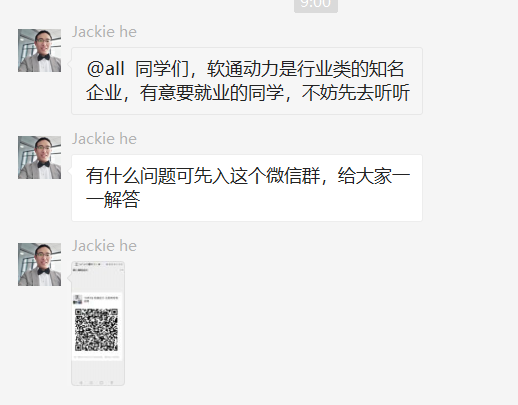 9:00
Jackie he
@all 同学们，软通动力是行业类的知名
企业，有意要就业的同学，不妨先去听听
Jackie he
有什么问题可先入这个微信群，给大家一
一解答
Jackie he